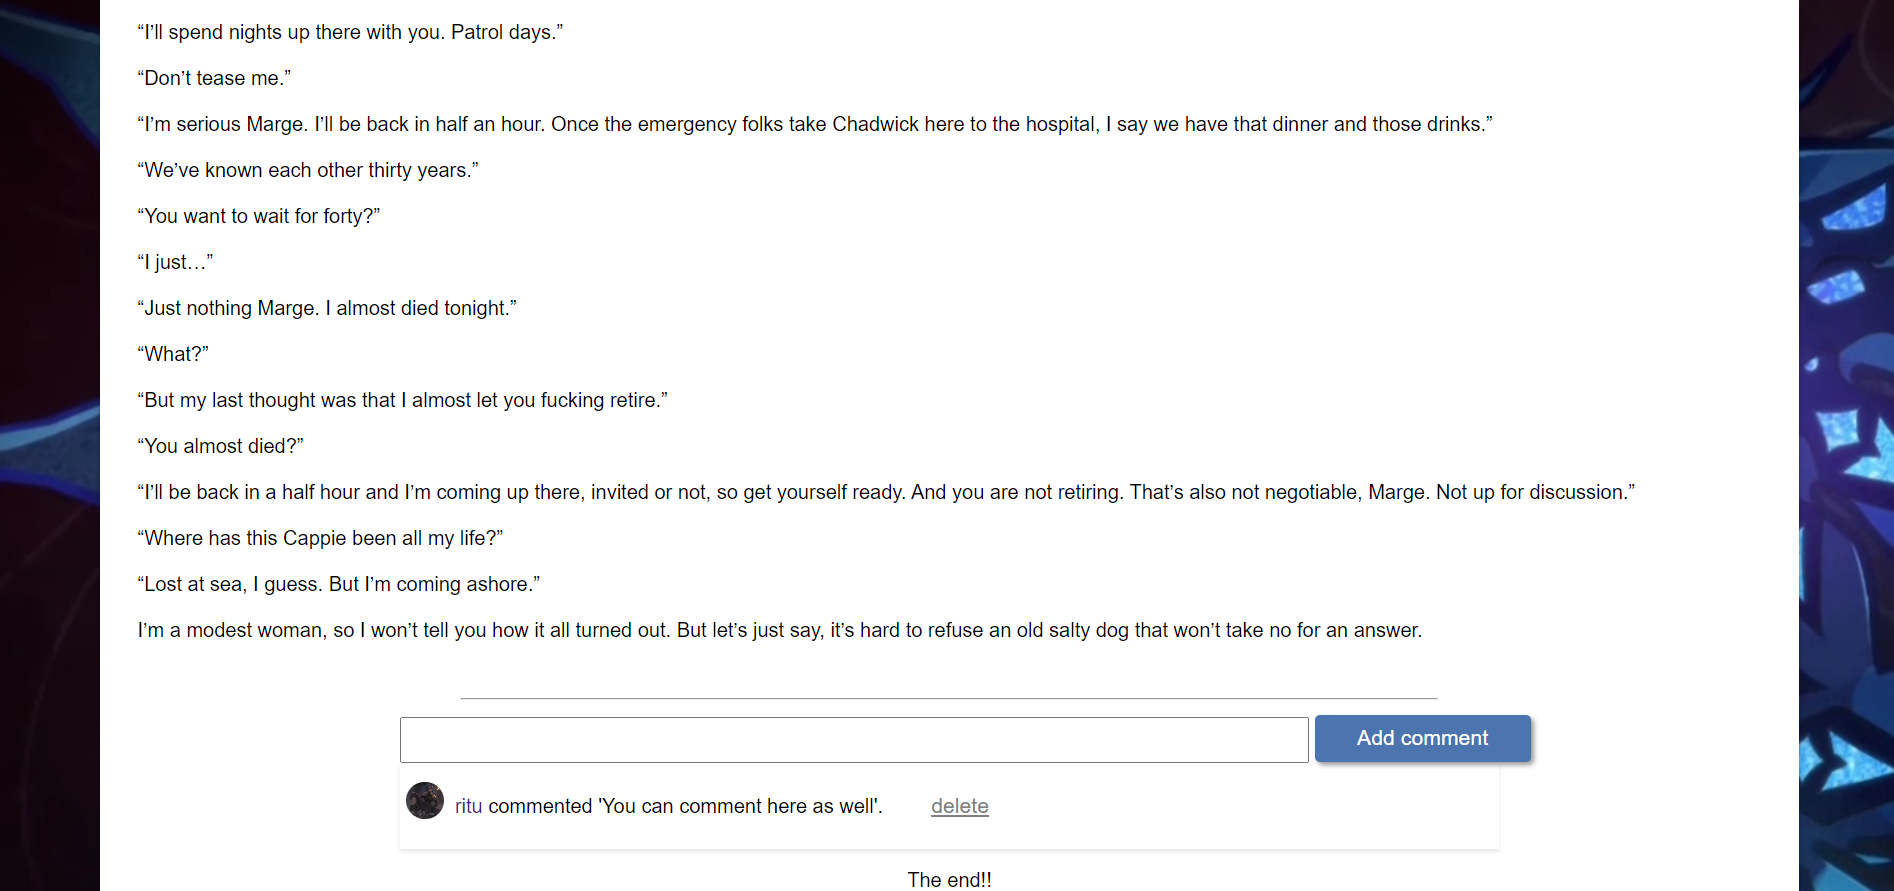 “I’ll spend nights up there with you. Patrol days.”
“Don’t tease me.”
“I’m serious Marge. I’ll be back in half an hour. Once the emergency folks take Chadwick here to the hospital, I say we have that dinner and those drinks.”
“We’ve known each other thirty years.”
“You want to wait for forty?”
“I just…”
“Just nothing Marge. I almost died tonight.”
“What?”
“But my last thought was that I almost let you fucking retire.”
“You almost died?”
“I’ll be back in a half hour and I’m coming up there, invited or not, so get yourself ready. And you are not retiring. That’s also not negotiable, Marge. Not up for discussion.”
“Where has this Cappie been all my life?”
“Lost at sea, I guess. But I’m coming ashore.”
I’m a modest woman, so I won’t tell you how it all turned out. But let’s just say, it’s hard to refuse an old salty dog that won’t take no for an answer.
Add comment
ritu commented 'You can comment here as well'. delete
The end!!